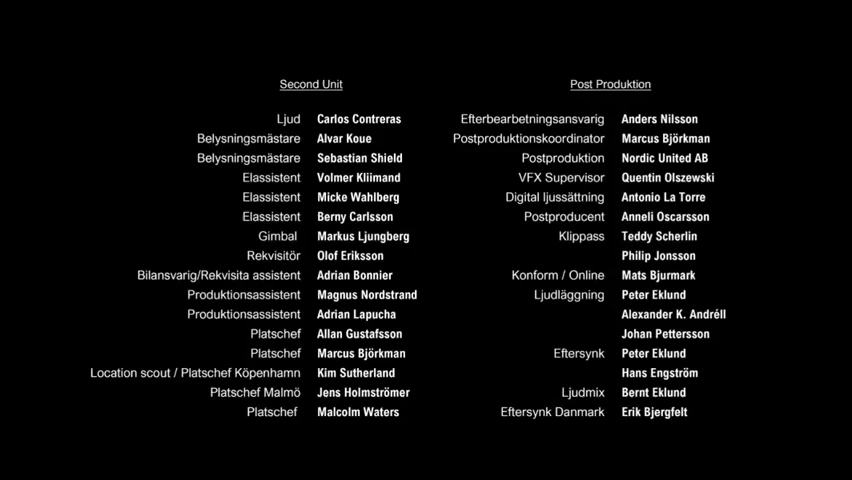 Second Unit
Ljud Carlos Contreras
Belysningsmästare Alvar Koue
Belysningsmästare Sebastian Shield
Elassistent Volmer Kliimand
Elassistent Micke Wahlberg
Elassistent Berny Carlsson
Gimbal Markus Ljungberg
Rekvisitör Olof Eriksson
Bilansvarig/Rekvisita assistent Adrian Bonnier
Produktionsassistent Magnus Nordstrand
Produktionsassistent Adrian Lapucha
Platschef Allan Gustafsson
Platschef Marcus Björkman
Location scout / Platschef Köpenhamn Kim Sutherland
Platschef Malmö Jens Holmströmer
Platschef Malcolm Waters
Post Produktion
Efterbearbetningsansvarig Anders Nilsson
Postproduktionskoordinator Marcus Björkman
Postproduktion Nordic United AB
VFX Supervisor Quentin Olszewski
Digital ljussättning Antonio La Torre
Postproducent Anneli Oscarsson
Klippass Teddy Scherlin
Philip Jonsson
Konform / Online Mats Bjurmark
Ljudläggning Peter Eklund
Alexander K. Andréll
Johan Pettersson
Eftersynk Peter Eklund
Hans Engström
Ljudmix Bernt Eklund
Eftersynk Danmark Erik Bjergfelt